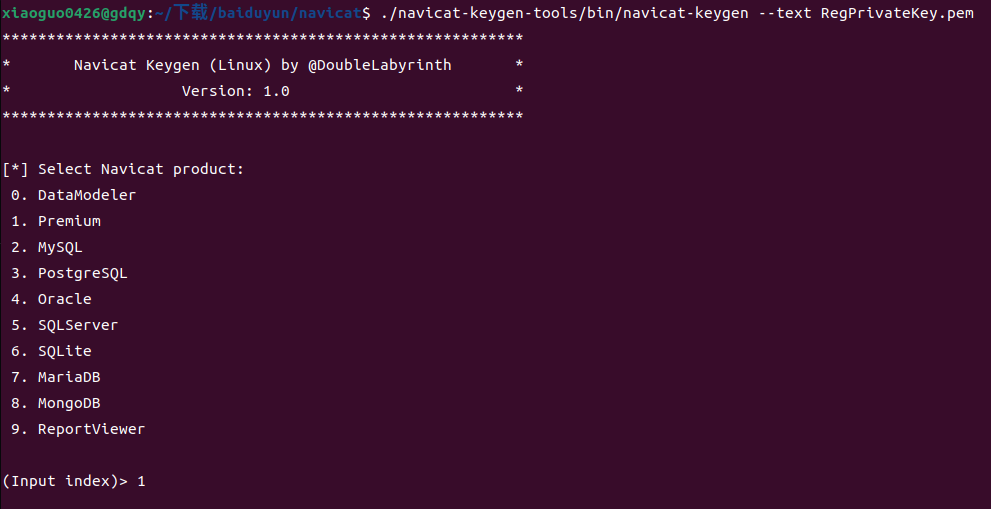 xiaoguo0426@gdqy:~/下载/baiduyun/navicat$ ./navicat-keygen-tools/bin/navicat-keygen --text RegPrivateKey.pem
**********************************************************
*       Navicat Keygen (Linux) by @DoubleLabyrinth       *
*                   Version: 1.0                         *
**********************************************************
[*] Select Navicat product:
 0. DataModeler
 1. Premium
 2. MySQL
 3. PostgreSQL
 4. Oracle
 5. SQLServer
 6. SQLite
 7. MariaDB
 8. MongoDB
 9. ReportViewer
(Input index)> 1